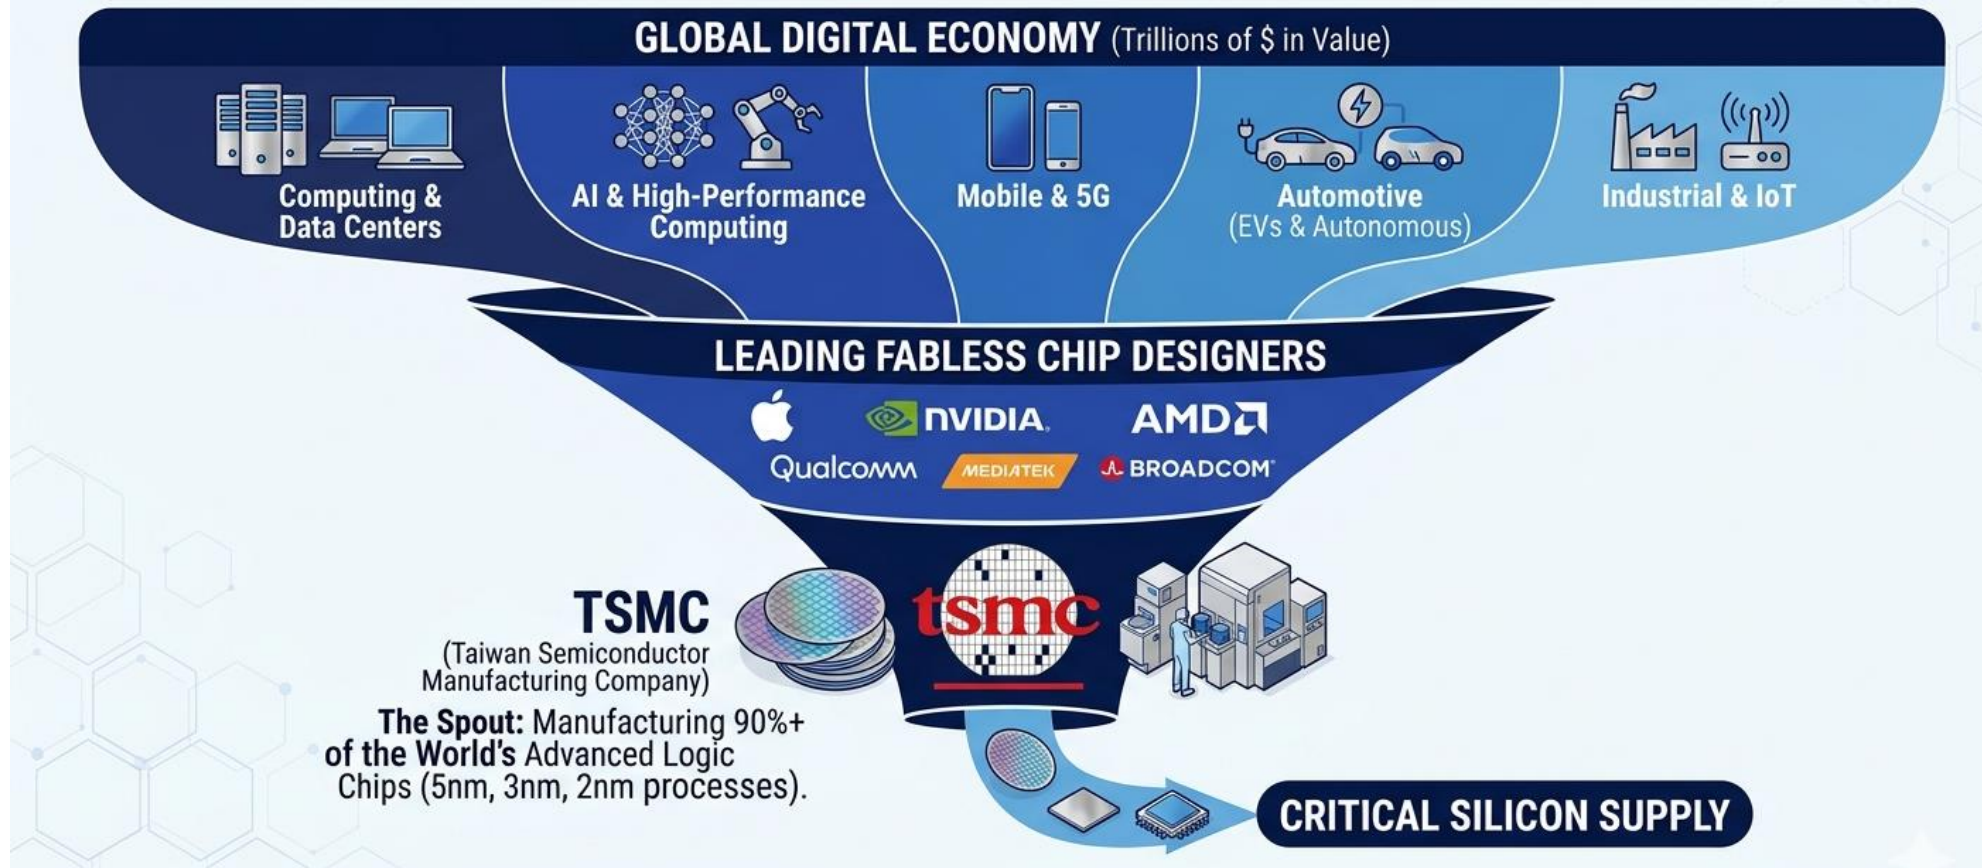 GLOBAL DIGITAL ECONOMY (Trillions of $ in Value)
Computing &
Data Centers
AI & High-Performance
Computing
Mobile & 5G
Automotive
(EVs & Autonomous)
Industrial & IoT
LEADING FABLESS CHIP DESIGNERS
NVIDIA.
AMD
Qualcomm
MEDIATEK
BROADCOM®
TSMC
(Taiwan Semiconductor
Manufacturing Company)
The Spout: Manufacturing 90%+
of the World's Advanced Logic
Chips (5nm, 3nm, 2nm processes).
tsmc
CRITICAL SILICON SUPPLY